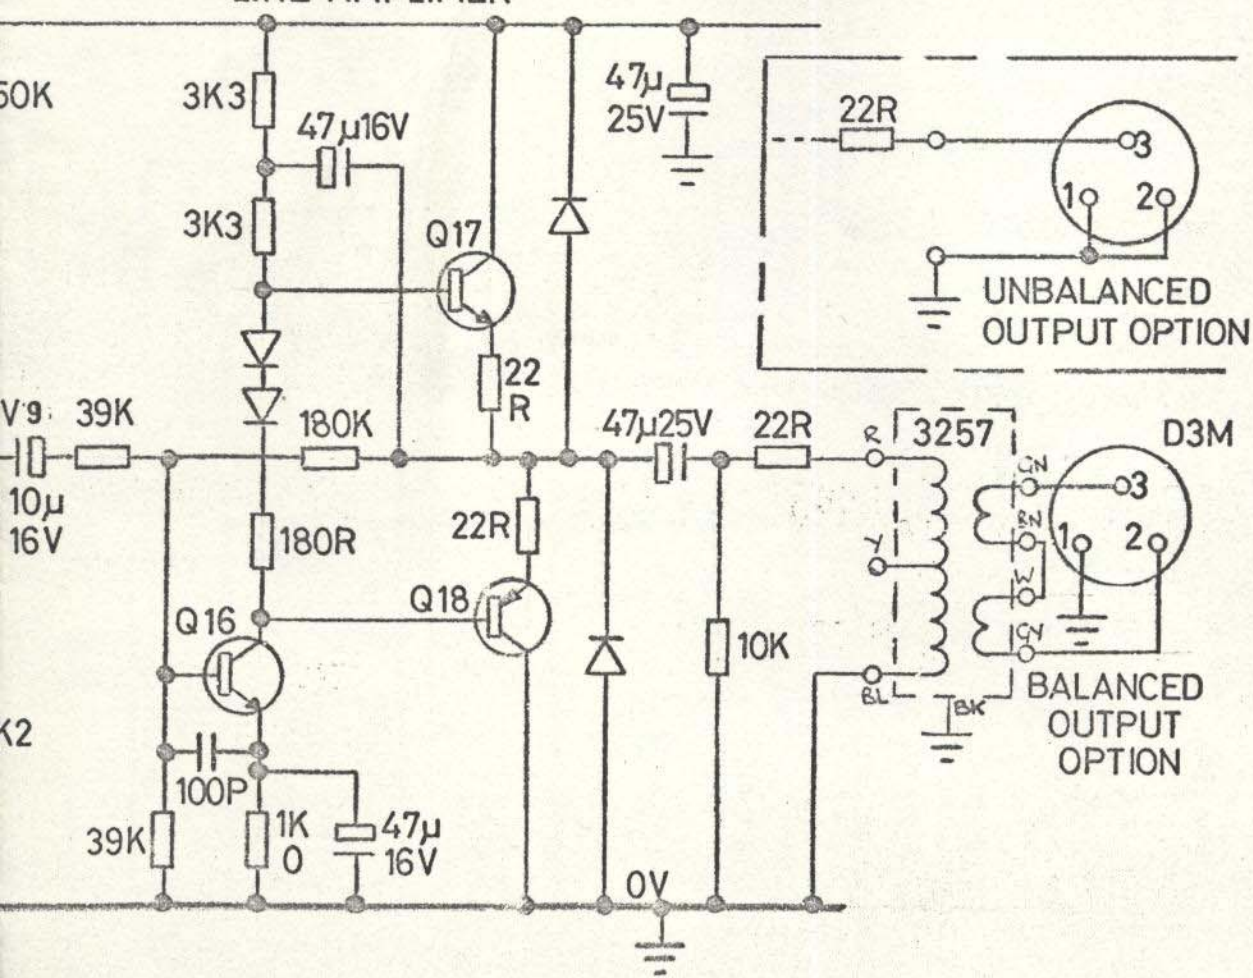 50K
3K3
47µ16V
3K3
Q17
47µ
25V
22R
3
1
2
UNBALANCED
OUTPUT OPTION
22
R
V9
39K
10µ
16V
180K
47µ25V
22R
R
3257
GN
BN
W
GN
Y
BL
BK
D3M
3
1
2
BALANCED
OUTPUT
OPTION
180R
22R
Q16
Q18
10K
K2
100P
39K
1K
0
47µ
16V
0V